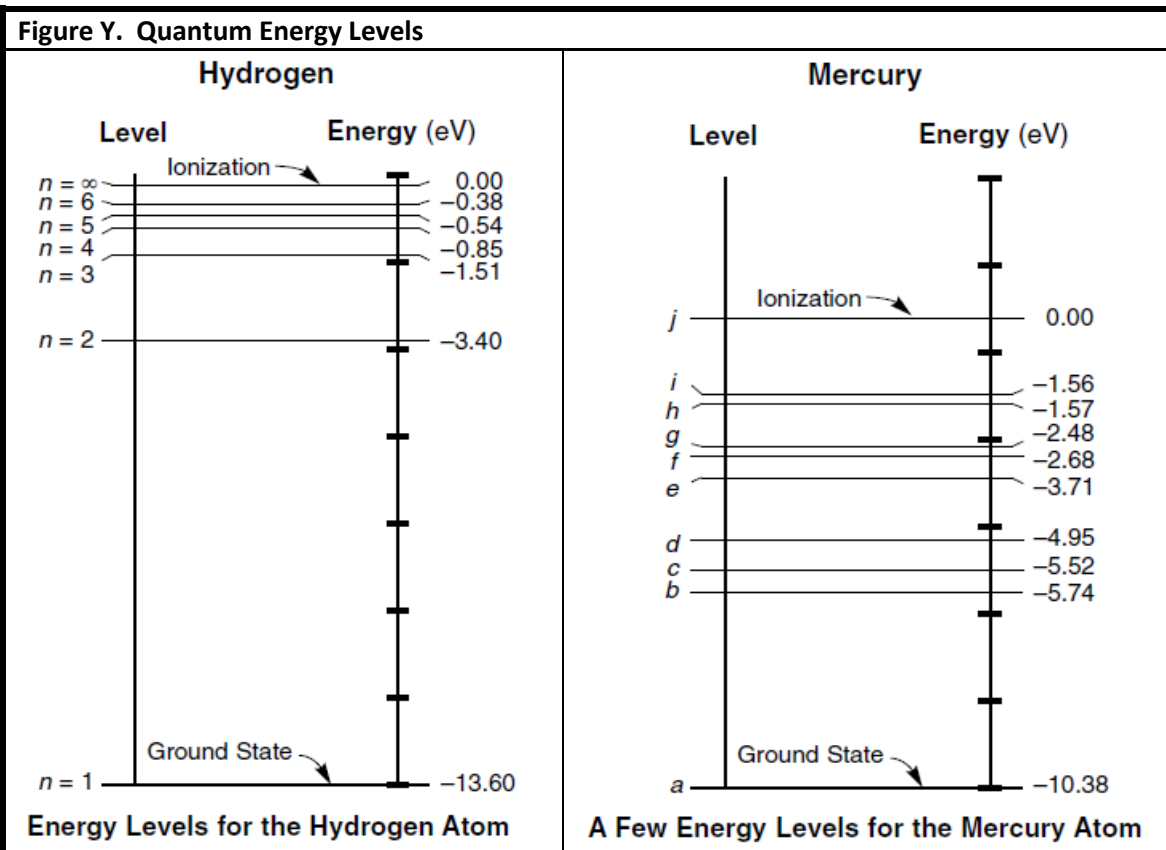 Figure Y. Quantum Energy Levels
Hydrogen
Level Energy (eV)
Ionization
n = ∞ 0.00
n = 6 –0.38
n = 5 –0.54
n = 4 –0.85
n = 3 –1.51
n = 2 –3.40
Ground State
n = 1 –13.60
Energy Levels for the Hydrogen Atom
Mercury
Level Energy (eV)
Ionization
j 0.00
i –1.56
h –1.57
g –2.48
f –2.68
e –3.71
d –4.95
c –5.52
b –5.74
Ground State
a –10.38
A Few Energy Levels for the Mercury Atom